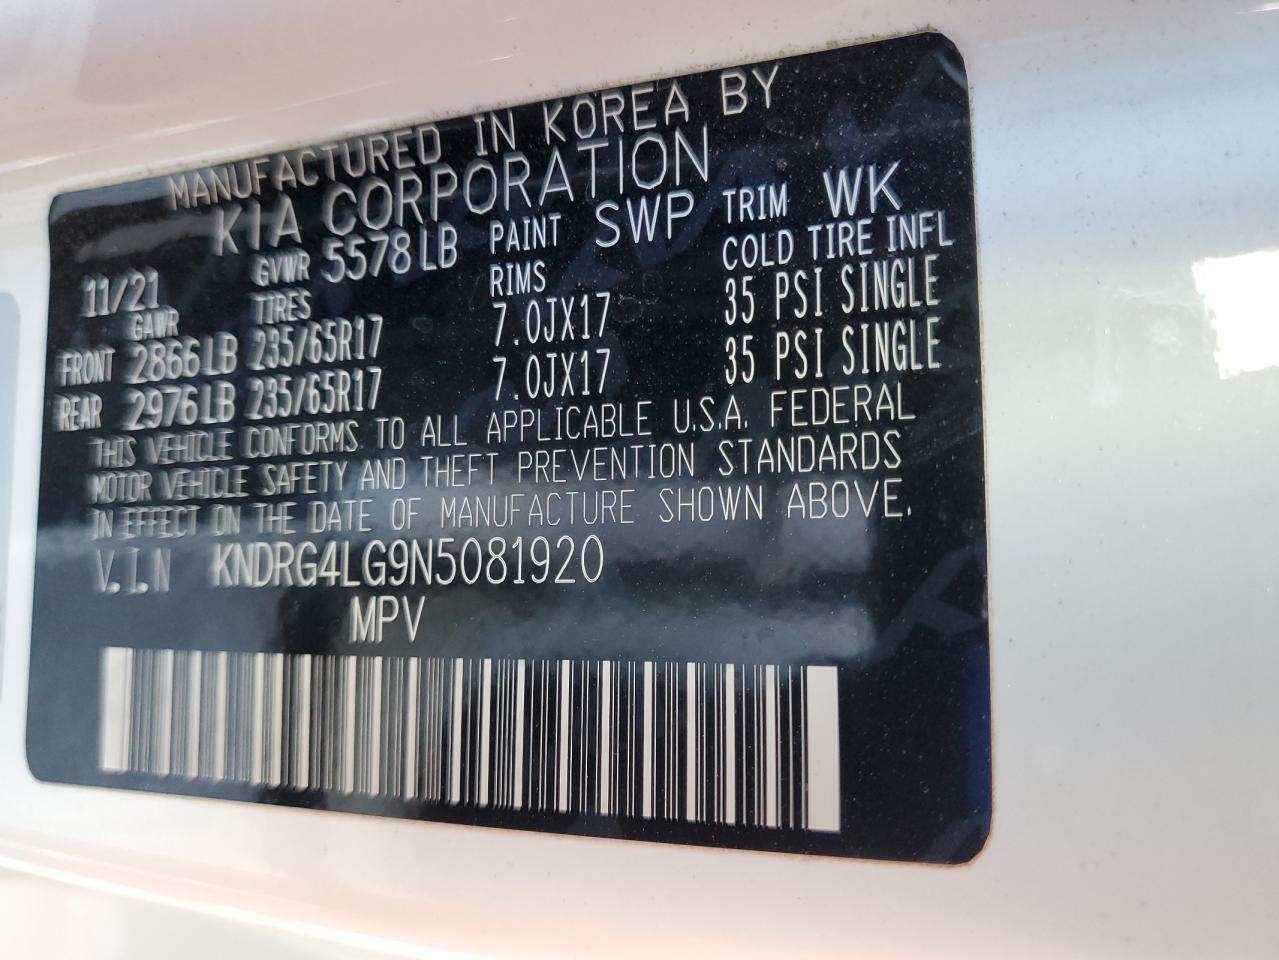 MANUFACTURED IN KOREA BY
KIA CORPORATION
11/21 GVWR 5578LB PAINT SWP TRIM WK
GAWR TIRES RIMS COLD TIRE INFL
FRONT 2866LB 235/65R17 7.0JX17 35 PSI SINGLE
REAR 2976LB 235/65R17 7.0JX17 35 PSI SINGLE
THIS VEHICLE CONFORMS TO ALL APPLICABLE U.S.A. FEDERAL
MOTOR VEHICLE SAFETY AND THEFT PREVENTION STANDARDS
IN EFFECT ON THE DATE OF MANUFACTURE SHOWN ABOVE.
V.I.N KNDRG4LG9N5081920
MPV